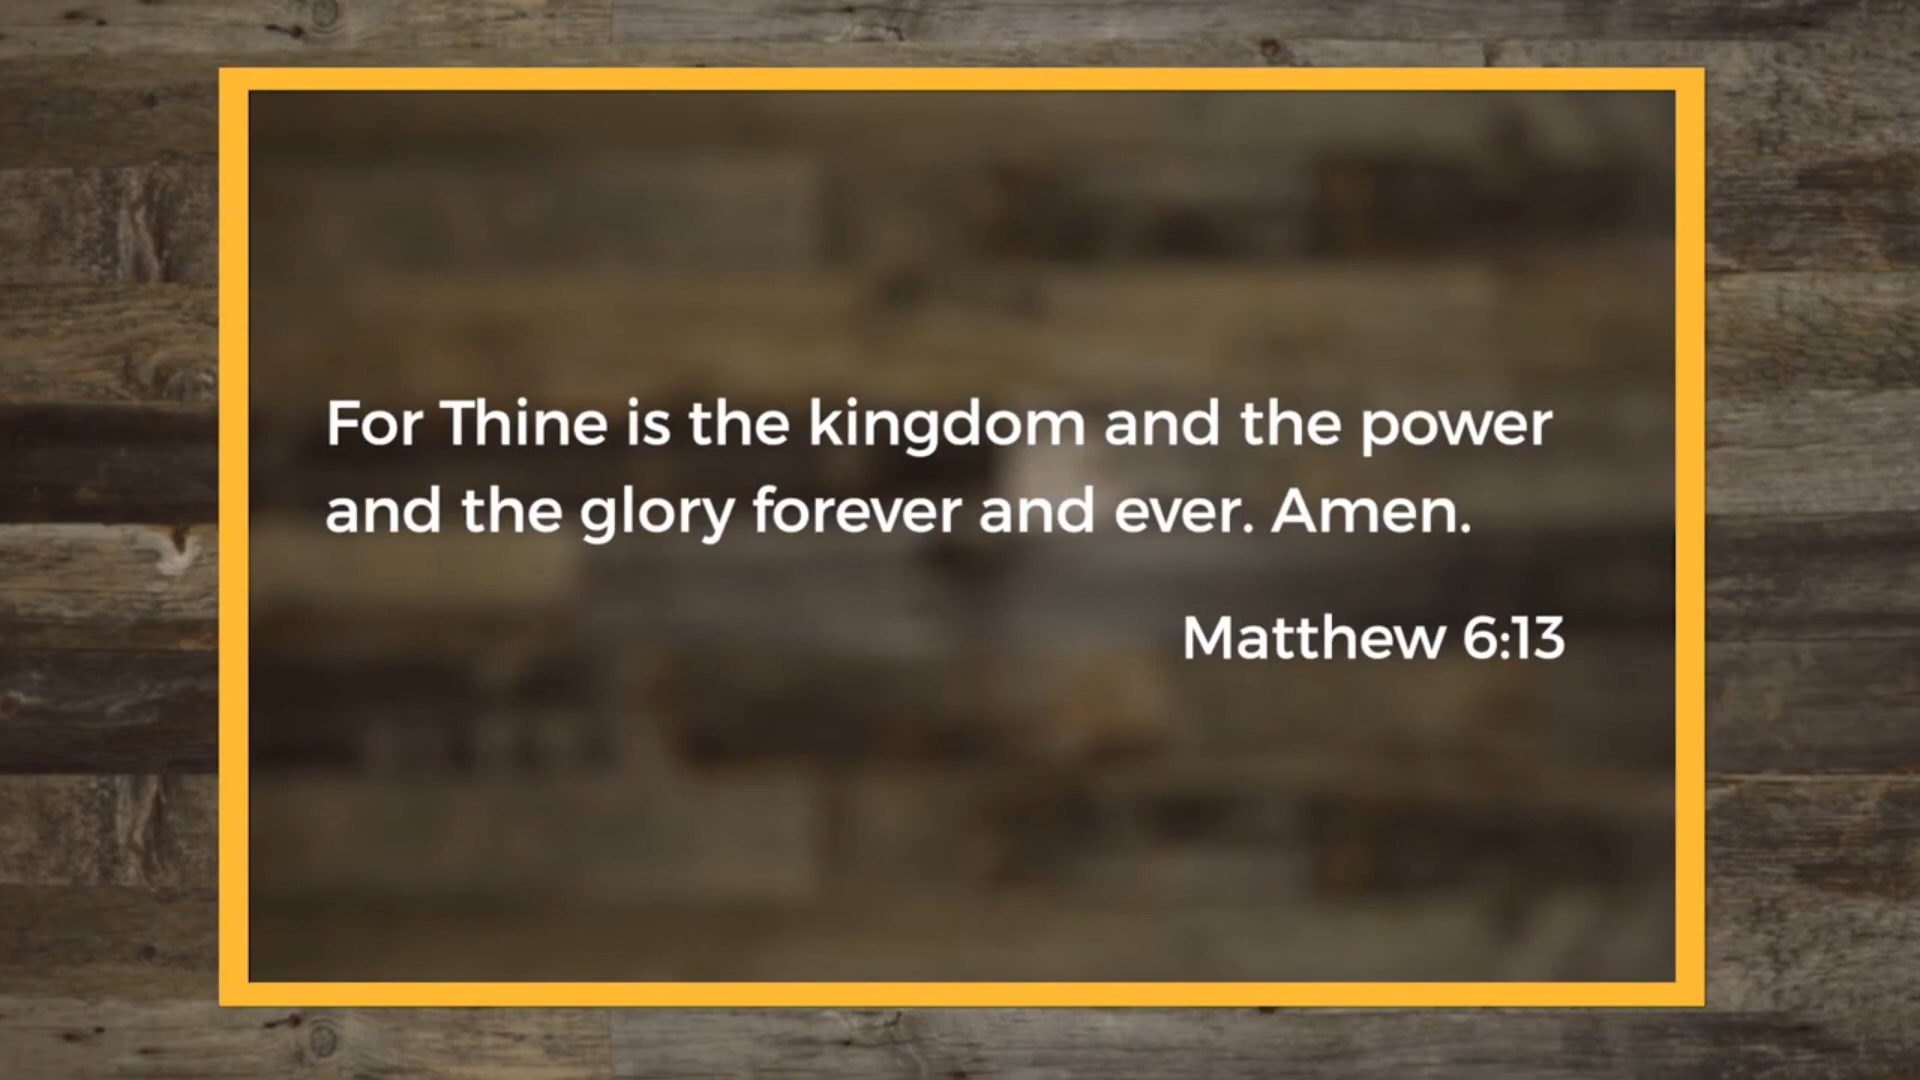 For Thine is the kingdom and the power
and the glory forever and ever. Amen.
Matthew 6:13